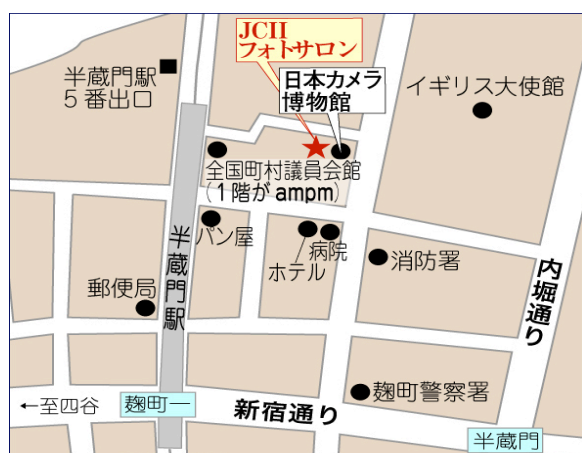 JCII
フォトサロン
半蔵門駅
5番出口
日本カメラ
博物館
イギリス大使館
全国町村議員会館
(1階がampm)
パン屋
病院
ホテル
消防署
内堀通り
半蔵門駅
郵便局
←至四谷
麹町一
新宿通り
麹町警察署
半蔵門